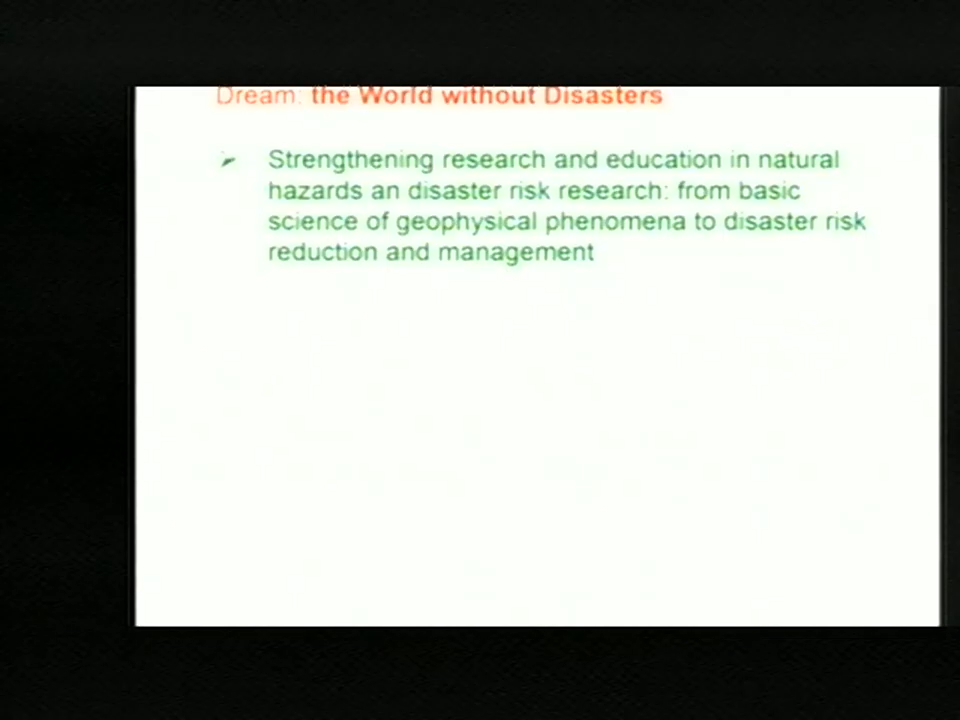 Dream: the World without Disasters
➢ Strengthening research and education in natural
hazards an disaster risk research: from basic
science of geophysical phenomena to disaster risk
reduction and management